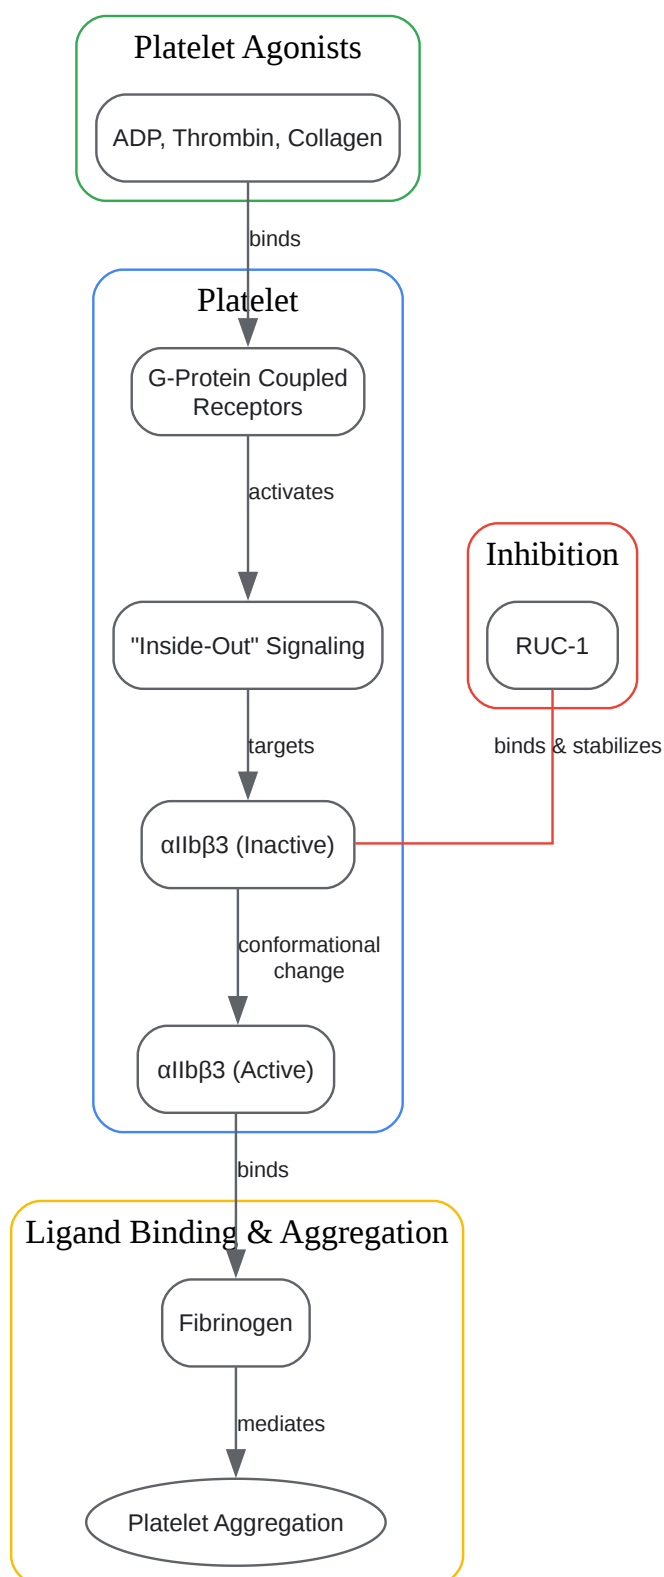 Platelet Agonists
ADP, Thrombin, Collagen
binds
Platelet
G-Protein Coupled
Receptors
activates
Inhibition
"Inside-Out" Signaling
RUC-1
targets
binds & stabilizes
αIIbβ3 (Inactive)
conformational
change
αIIbβ3 (Active)
binds
Ligand Binding & Aggregation
Fibrinogen
mediates
Platelet Aggregation